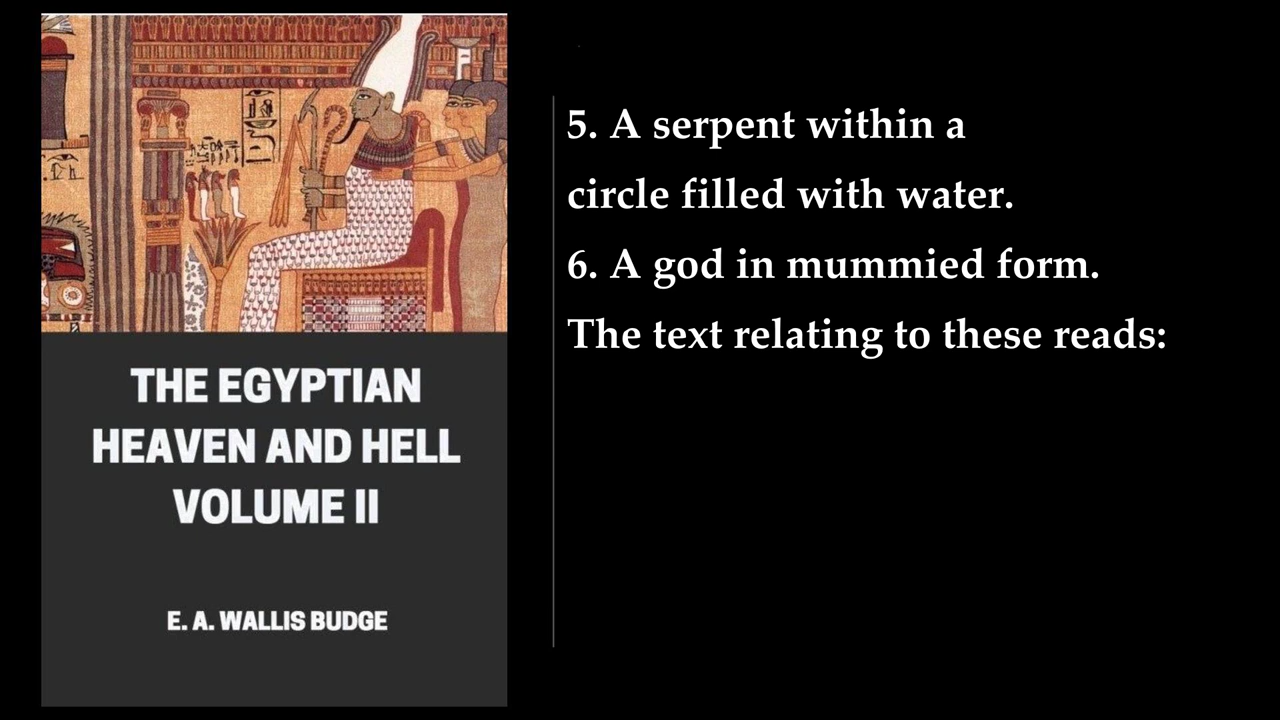 THE EGYPTIAN
HEAVEN AND HELL
VOLUME II
E. A. WALLIS BUDGE
5. A serpent within a
circle filled with water.
6. A god in mummied form.
The text relating to these reads: